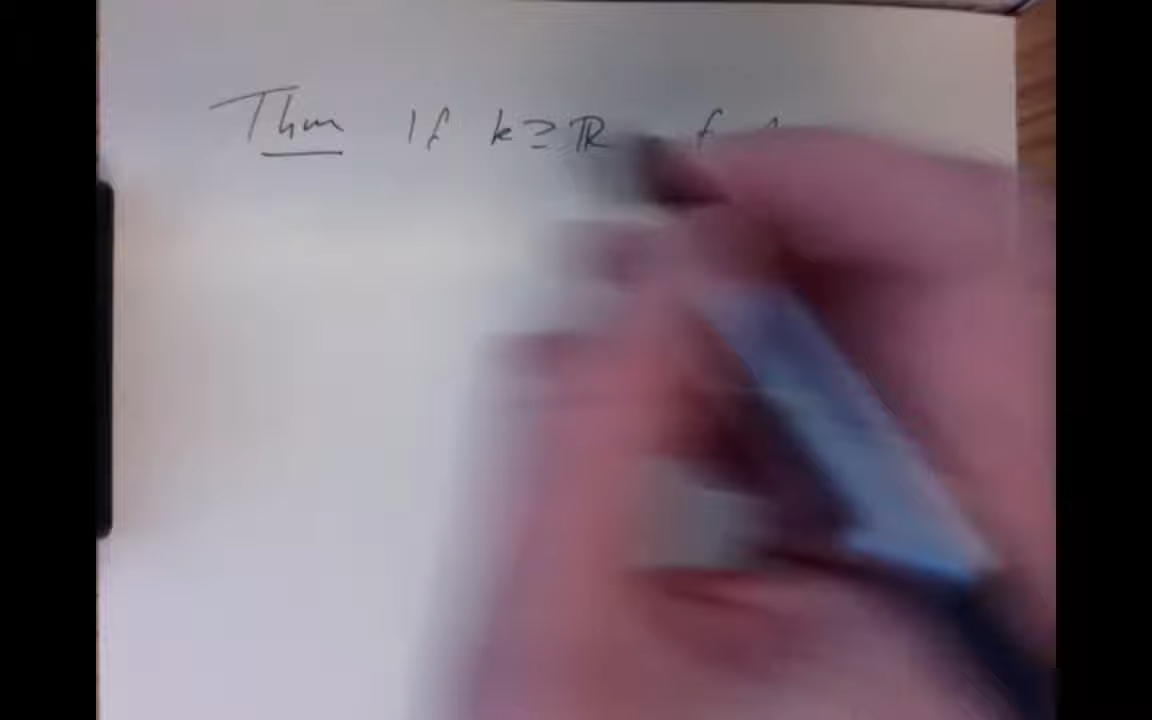 Thm If k ⊇ ℝ f